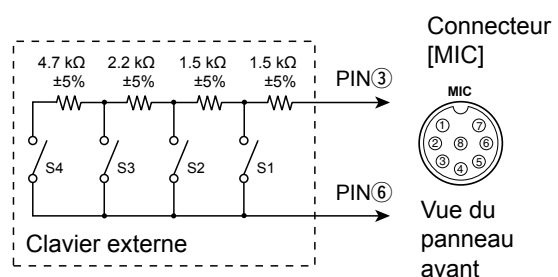 Connecteur
[MIC]
4.7 kΩ 2.2 kΩ 1.5 kΩ 1.5 kΩ
±5% ±5% ±5% ±5%
PIN③
MIC
① ⑦
② ⑧ ⑥
③ ④ ⑤
S4 S3 S2 S1
PIN⑥
Clavier externe
Vue du
panneau
avant